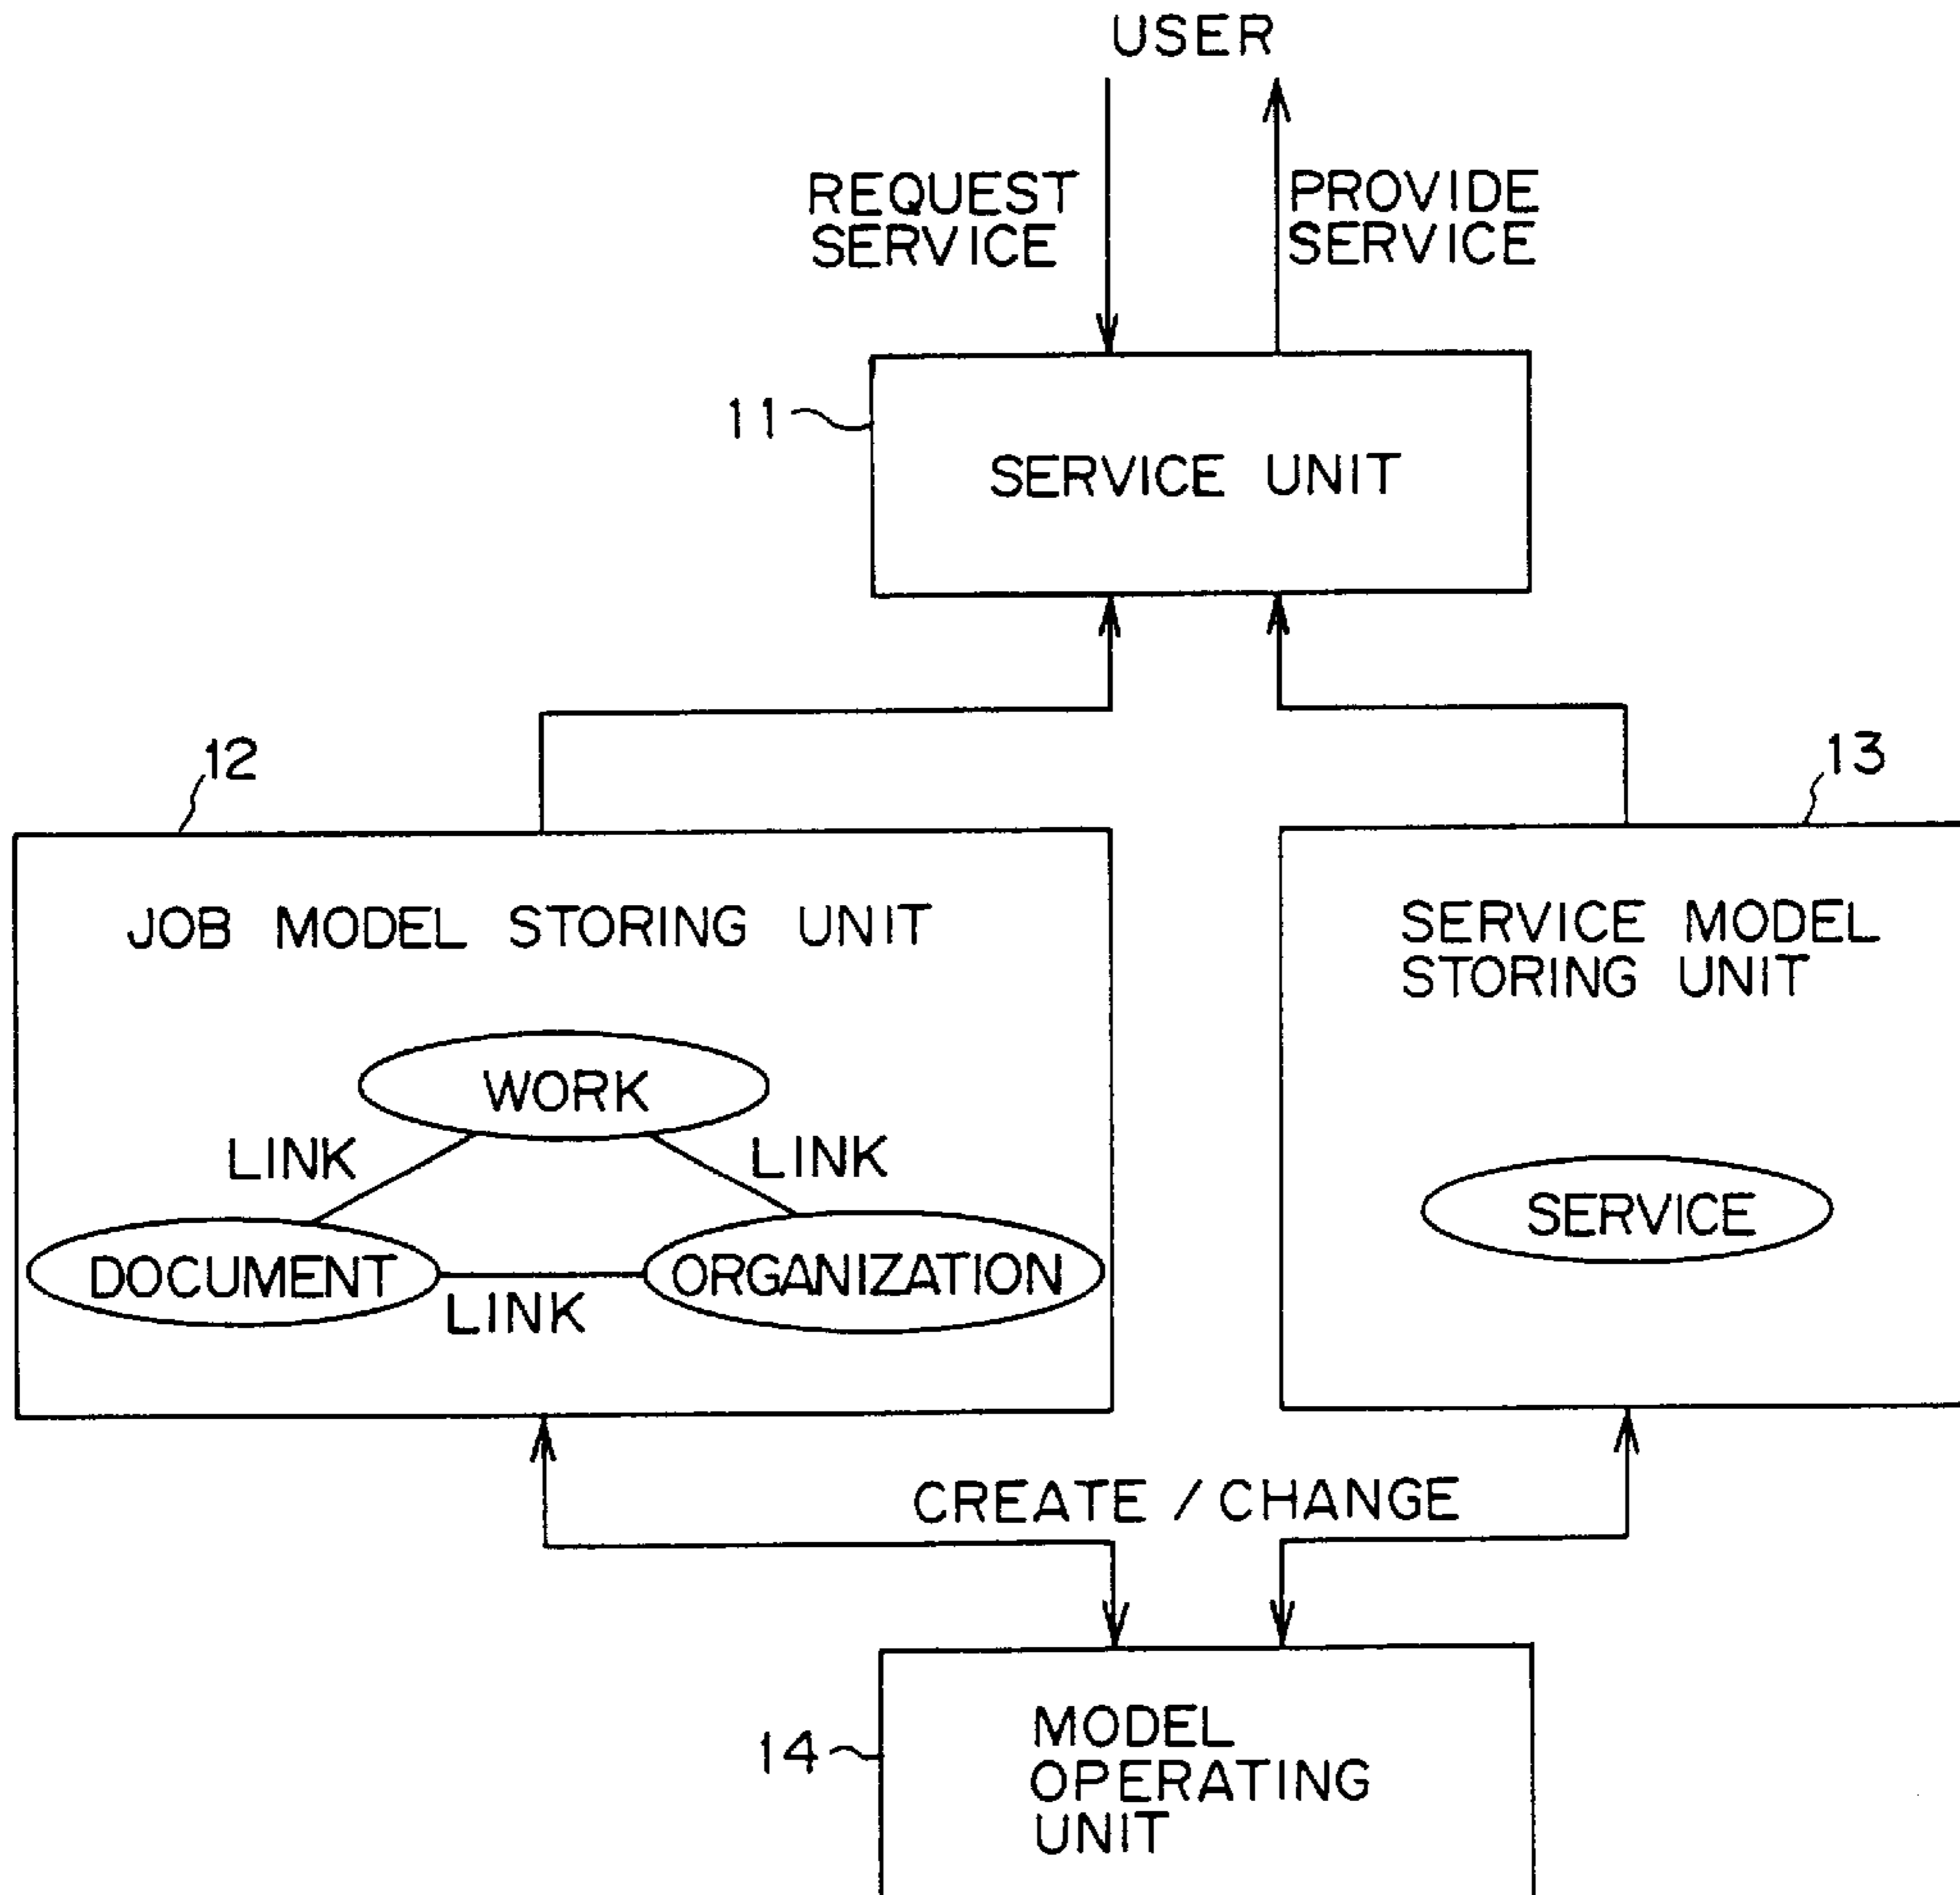 USER
REQUEST
SERVICE
PROVIDE
SERVICE
11
SERVICE UNIT
12
13
JOB MODEL STORING UNIT
SERVICE MODEL
STORING UNIT
WORK
LINK
LINK
SERVICE
DOCUMENT
ORGANIZATION
LINK
CREATE / CHANGE
14
MODEL
OPERATING
UNIT